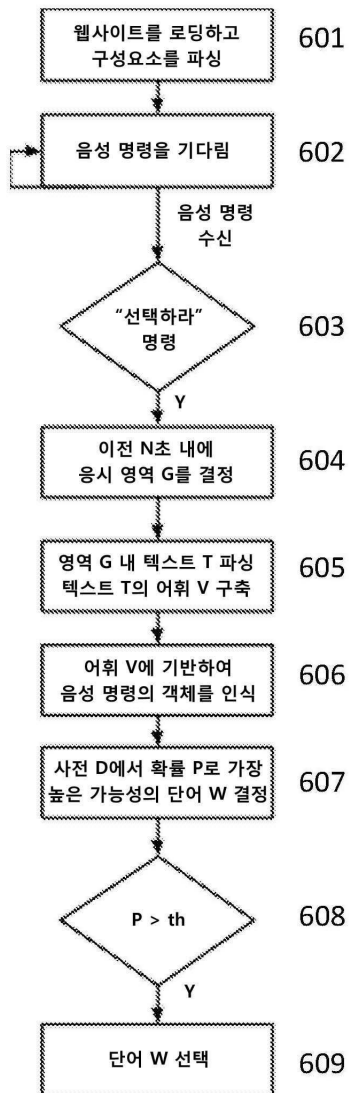 웹사이트를 로딩하고
구성요소를 파싱
601
음성 명령을 기다림
602
음성 명령
수신
“선택하라”
명령
603
Y
이전 N초 내에
응시 영역 G를 결정
604
영역 G 내 텍스트 T 파싱
텍스트 T의 어휘 V 구축
605
어휘 V에 기반하여
음성 명령의 객체를 인식
606
사전 D에서 확률 P로 가장
높은 가능성의 단어 W 결정
607
P > th
608
Y
단어 W 선택
609